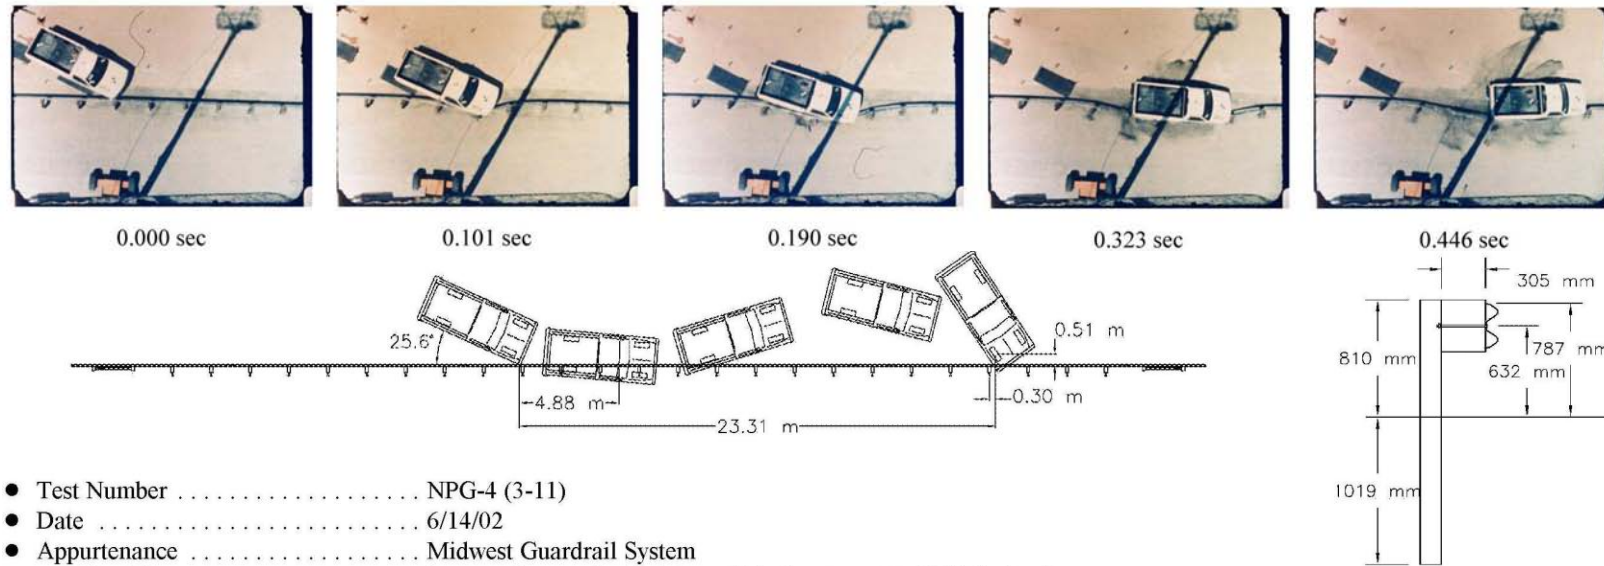 0.000 sec 0.101 sec 0.190 sec 0.323 sec 0.446 sec
305 mm
25.6°
0.51 m
810 mm
787 mm
632 mm
4.88 m
0.30 m
23.31 m
1019 mm
● Test Number . . . . . . . . . . . . . . . . . . . . . NPG-4 (3-11)
● Date . . . . . . . . . . . . . . . . . . . . . . . . . . . . 6/14/02
● Appurtenance . . . . . . . . . . . . . . . . . . . . Midwest Guardrail System